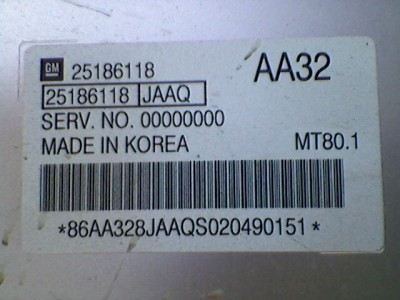 GM 25186118 AA32
25186118 JAAQ
SERV. NO. 00000000
MADE IN KOREA MT80.1
*86AA328JAAQS020490151*